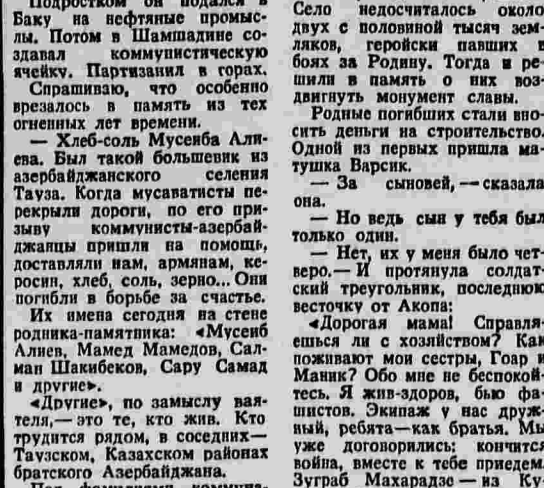 Подростком он подался в
Баку на нефтяные промыс-
лы. Потом в Шамшадине со-
здавал коммунистическую
ячейку. Партизанил в горах.
Спрашиваю, что особенно
врезалось в память из тех
огненных лет времени.
— Хлеб-соль Мусеиба Али-
ева. Был такой большевик из
азербайджанского селения
Тауза. Когда мусаватисты пе-
рекрыли дороги, по его при-
зыву коммунисты-азербай-
джанцы пришли на помощь,
доставляли нам, армянам, ке-
росин, хлеб, соль, зерно... Они
погибли в борьбе за счастье.
Их имена сегодня на стене
родника-памятника: «Мусеиб
Алиев, Мамед Мамедов, Сал-
ман Шакибеков, Сару Самад
и другие».
«Другие», по замыслу вая-
теля,— это те, кто жив. Кто
трудится рядом, в соседних—
Таузском, Казахском районах
братского Азербайджана.
Село недосчиталось около
двух с половиной тысяч зем-
ляков, геройски павших в
боях за Родину. Тогда и ре-
шили в память о них воз-
двигнуть монумент славы.
Родные погибших стали вно-
сить деньги на строительство.
Одной из первых пришла ма-
тушка Варсик.
— За сыновей, — сказала
она.
— Но ведь сын у тебя был
только один.
— Нет, их у меня было чет-
веро.— И протянула солдат-
ский треугольник, последнюю
весточку от Акопа:
«Дорогая мама! Справля-
ешься ли с хозяйством? Как
поживают мои сестры, Гоар и
Маник? Обо мне не беспокой-
тесь. Я жив-здоров, бью фа-
шистов. Экипаж у нас друж-
ный, ребята—как братья. Мы
уже договорились: кончится
война, вместе к тебе приедем.
Зураб Махарадзе — из Ку-